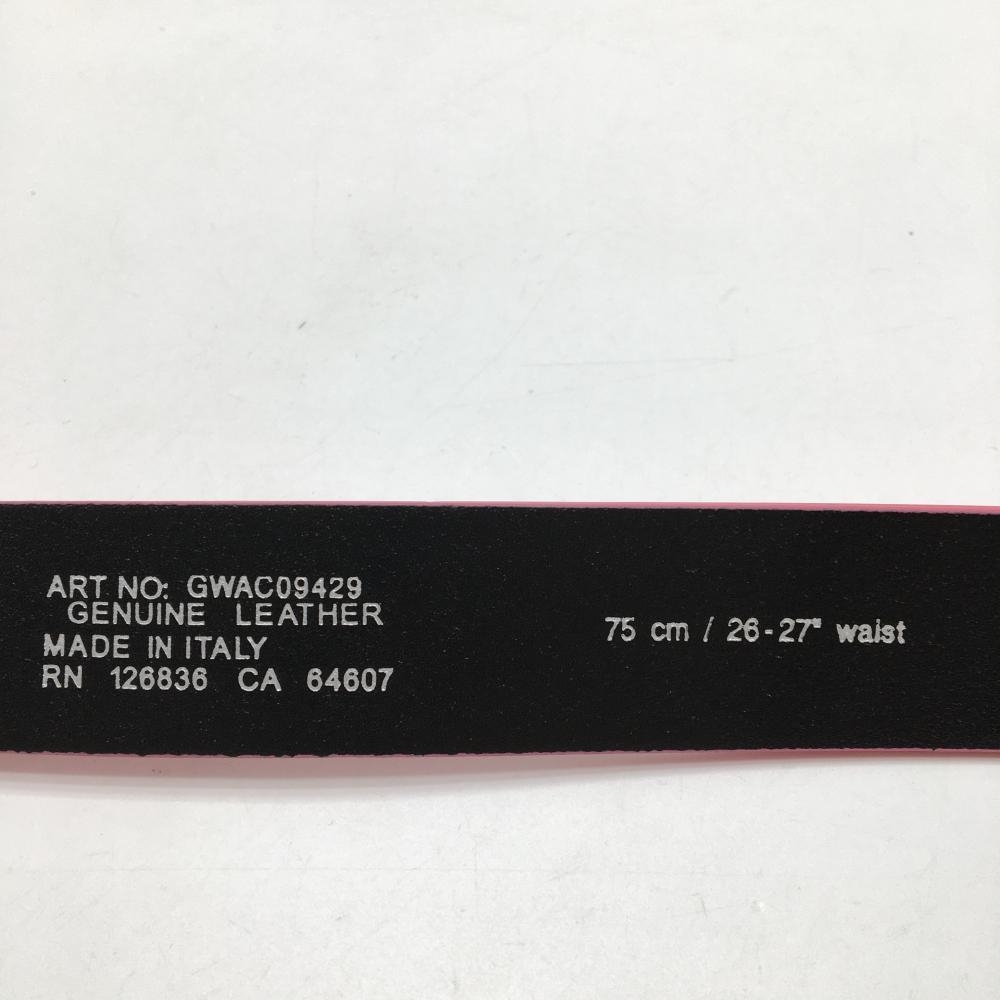 ART NO: GWAC09429
GENUINE LEATHER
MADE IN ITALY
RN 126836 CA 64607
75 cm / 26-27" waist